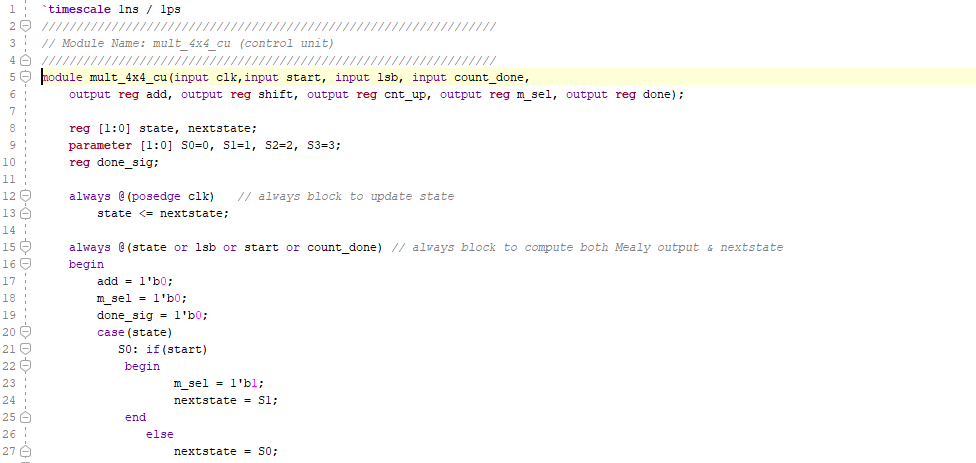 1 `timescale 1ns / 1ps
2 /////////////////////////////////////////////////////////////////
3 // Module Name: mult_4x4_cu (control unit)
4 /////////////////////////////////////////////////////////////////
5 module mult_4x4_cu(input clk,input start, input lsb, input count_done,
6 output reg add, output reg shift, output reg cnt_up, output reg m_sel, output reg done);
7
8 reg [1:0] state, nextstate;
9 parameter [1:0] S0=0, S1=1, S2=2, S3=3;
10 reg done_sig;
11
12 always @(posedge clk) // always block to update state
13 state <= nextstate;
14
15 always @(state or lsb or start or count_done) // always block to compute both Mealy output & nextstate
16 begin
17 add = 1'b0;
18 m_sel = 1'b0;
19 done_sig = 1'b0;
20 case(state)
21 S0: if(start)
22 begin
23 m_sel = 1'b1;
24 nextstate = S1;
25 end
26 else
27 nextstate = S0;